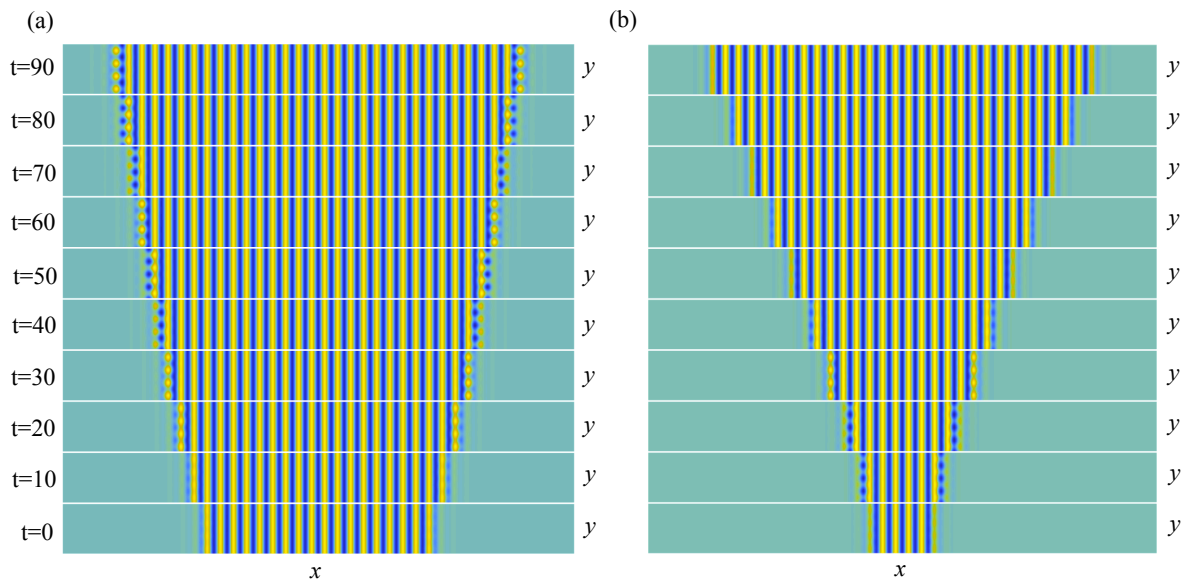 (a) (b)
t=90 y y
t=80 y y
t=70 y y
t=60 y y
t=50 y y
t=40 y y
t=30 y y
t=20 y y
t=10 y y
t=0 y y
x x